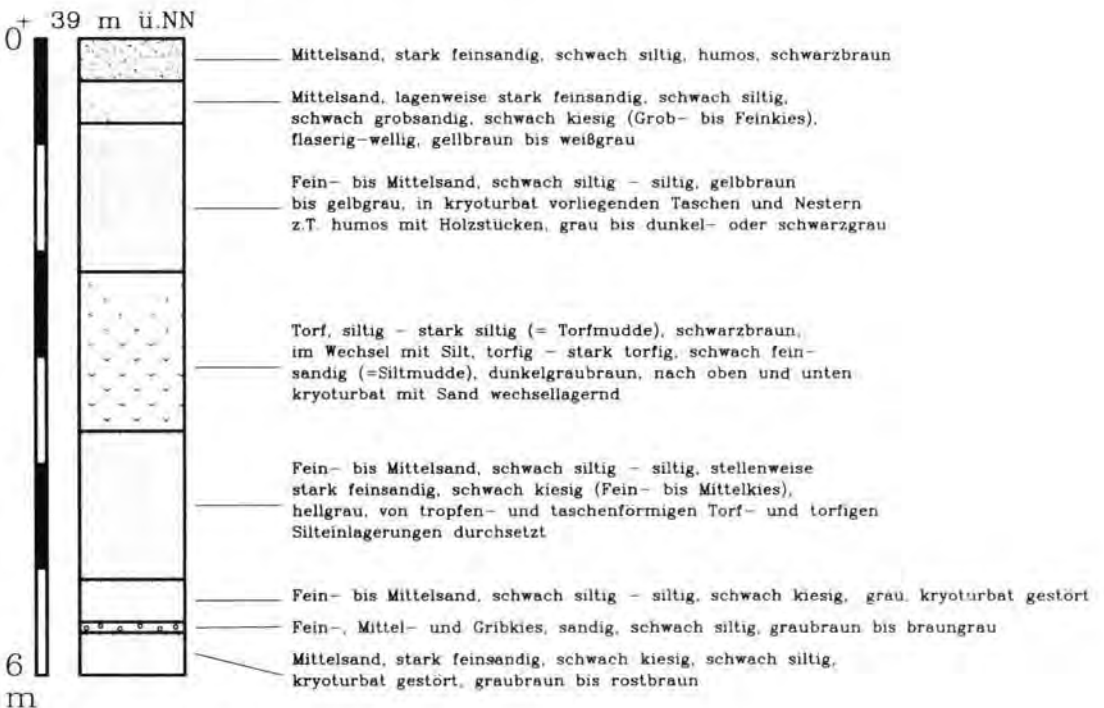 + 39 m ü.NN
0
Mittelsand, stark feinsandig, schwach siltig, humos, schwarzbraun
Mittelsand, lagenweise stark feinsandig, schwach siltig,
schwach grobsandig, schwach kiesig (Grob- bis Feinkies),
flaserig-wellig, gellbraun bis weißgrau
Fein- bis Mittelsand, schwach siltig - siltig, gelbbraun
bis gelbgrau, in kryoturbat vorliegenden Taschen und Nestern
z.T. humos mit Holzstücken, grau bis dunkel- oder schwarzgrau
Torf, siltig - stark siltig (= Torfmudde), schwarzbraun,
im Wechsel mit Silt, torfig - stark torfig, schwach fein-
sandig (=Siltmudde), dunkelgraubraun, nach oben und unten
kryoturbat mit Sand wechsellagernd
Fein- bis Mittelsand, schwach siltig - siltig, stellenweise
stark feinsandig, schwach kiesig (Fein- bis Mittelkies),
hellgrau, von tropfen- und taschenförmigen Torf- und torfigen
Silteinlagerungen durchsetzt
Fein- bis Mittelsand, schwach siltig - siltig, schwach kiesig, grau, kryoturbat gestört
Fein-, Mittel- und Gribkies, sandig, schwach siltig, graubraun bis braungrau
Mittelsand, stark feinsandig, schwach kiesig, schwach siltig,
kryoturbat gestört, graubraun bis rostbraun
6
m